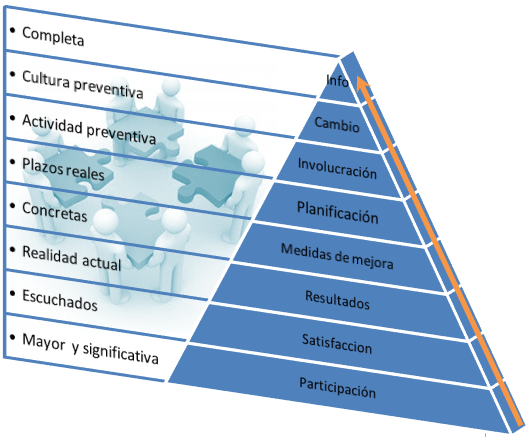 • Completa
Info
• Cultura preventiva
Cambio
• Actividad preventiva
Involucración
• Plazos reales
Planificación
• Concretas
Medidas de mejora
• Realidad actual
Resultados
• Escuchados
Satisfaccion
• Mayor y significativa
Participación